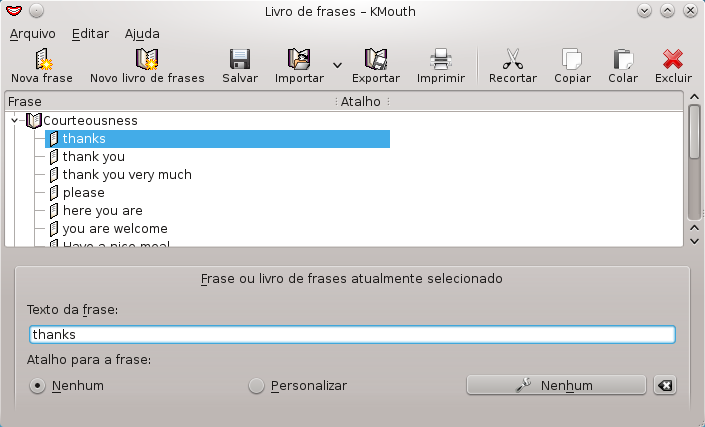 Livro de frases – KMouth
Arquivo Editar Ajuda
Nova frase Novo livro de frases Salvar Importar Exportar Imprimir Recortar Copiar Colar Excluir
Frase Atalho
Courteousness
thanks
thank you
thank you very much
please
here you are
you are welcome
Have a nice meal
Frase ou livro de frases atualmente selecionado
Texto da frase:
thanks
Atalho para a frase:
Nenhum Personalizar Nenhum